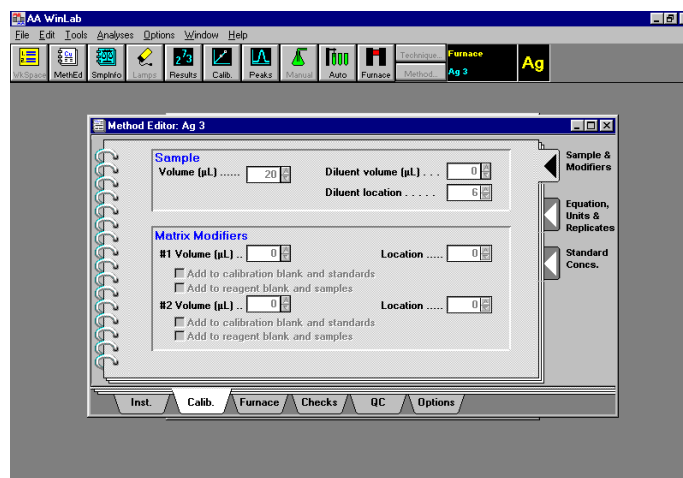 AA WinLab
File Edit Tools Analyses Options Window Help
WkSpace MethEd SmpInfo Lamps Results Calib. Peaks Manual Auto Furnace
Technique... Furnace
Method... Ag 3
Ag
Method Editor: Ag 3
Sample
Volume (µL) ...... 20
Diluent volume (µL) . . . 0
Diluent location . . . . . 6
Matrix Modifiers
#1 Volume (µL) .. 0
Location ..... 0
Add to calibration blank and standards
Add to reagent blank and samples
#2 Volume (µL) .. 0
Location ..... 0
Add to calibration blank and standards
Add to reagent blank and samples
Sample &
Modifiers
Equation,
Units &
Replicates
Standard
Concs.
Inst. Calib. Furnace Checks QC Options